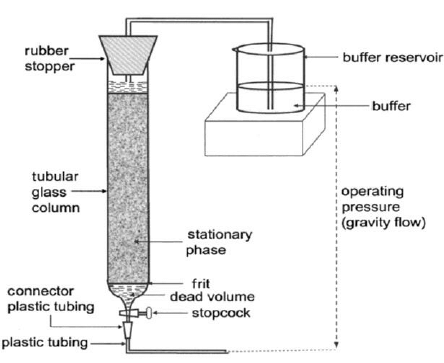 rubber
stopper
buffer reservoir
buffer
tubular
glass
column
operating
pressure
(gravity flow)
stationary
phase
frit
dead volume
connector
plastic tubing
stopcock
plastic tubing